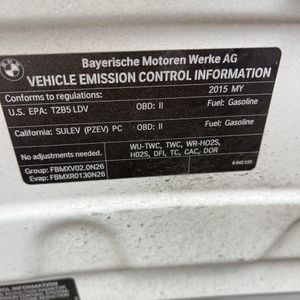 BMW
Bayerische Motoren Werke AG
VEHICLE EMISSION CONTROL INFORMATION
Conforms to regulations: 2015 MY
U.S. EPA: T2B5 LDV OBD: II Fuel: Gasoline
California: SULEV (PZEV) PC OBD: II Fuel: Gasoline
No adjustments needed.
Group: FBMXV02.0N26 WU-TWC, TWC, WR-HO2S,
Evap: FBMXR0130N26 HO2S, DFI, TC, CAC, DOR